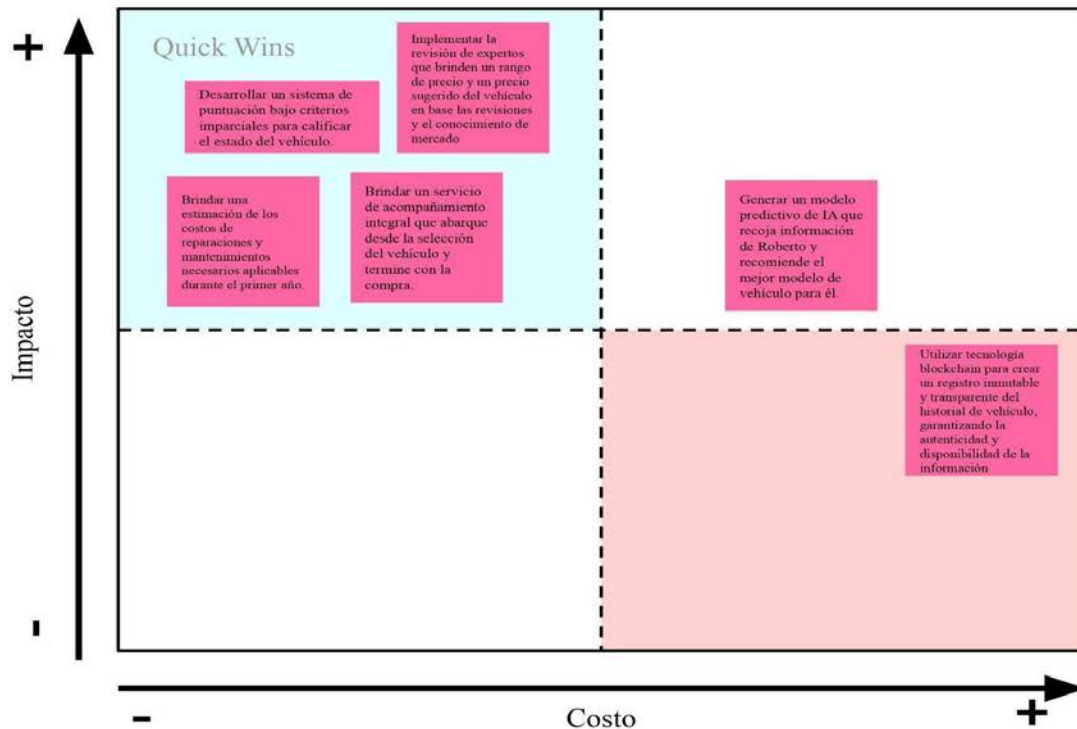 +
Quick Wins
Implementar la
revisión de expertos
que brinden un rango
de precio y un precio
sugerido del vehículo
en base las revisiones
y el conocimiento de
mercado
Desarrollar un sistema de
puntuación bajo criterios
imparciales para calificar
el estado del vehículo.
Brindar una
estimación de los
costos de
reparaciones y
mantenimientos
necesarios aplicables
durante el primer año.
Brindar un servicio
de acompañamiento
integral que abarque
desde la selección
del vehículo y
termine con la
compra.
Generar un modelo
predictivo de IA que
recoja información
de Roberto y
recomiende el
mejor modelo de
vehículo para él.
Impacto
Utilizar tecnología
blockchain para crear
un registro inmutable
y transparente del
historial de vehículo,
garantizando la
autenticidad y
disponibilidad de la
información
-
-
Costo
+